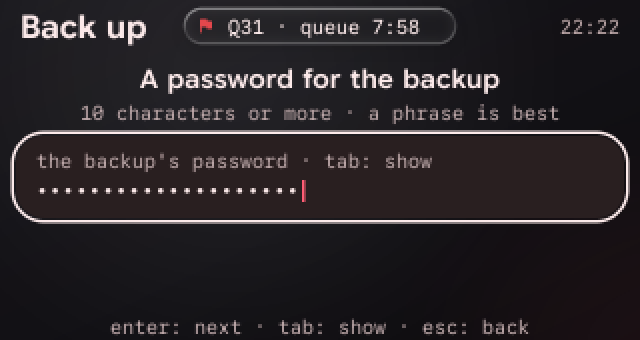 Back up
Q31 · queue 7:58
22:22
A password for the backup
10 characters or more · a phrase is best
the backup's password · tab: show
••••••••••••••••••••
enter: next · tab: show · esc: back